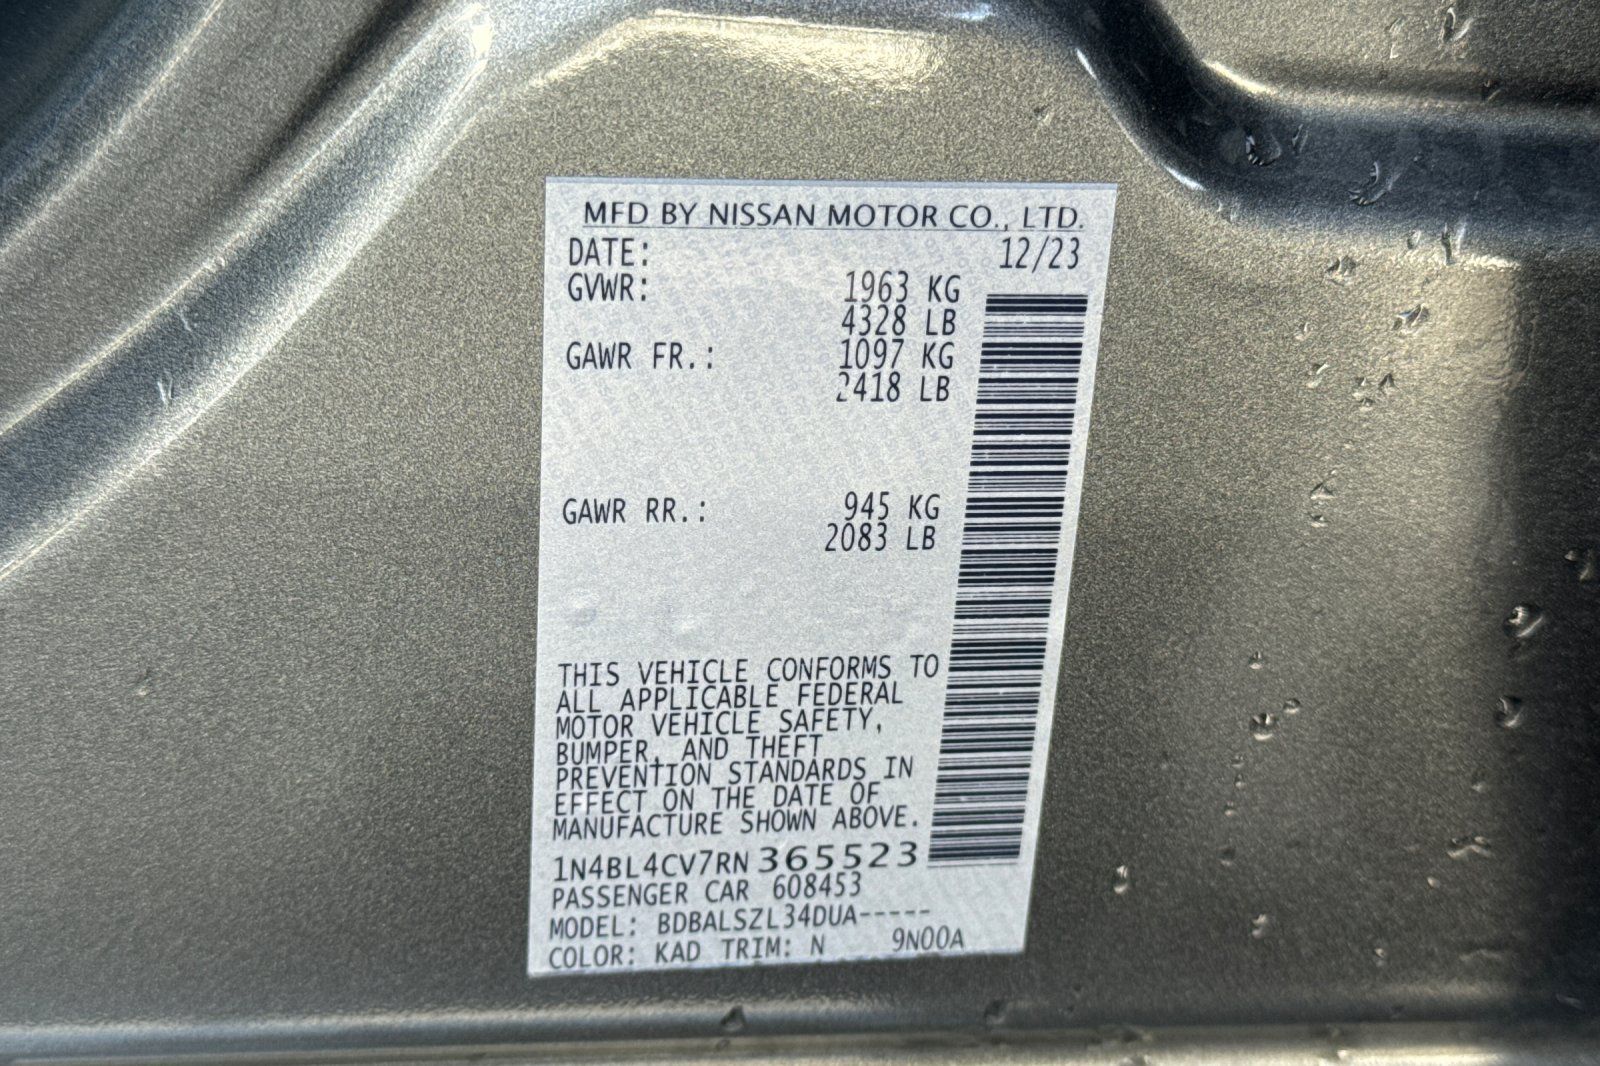 MFD BY NISSAN MOTOR CO., LTD.
DATE: 12/23
GVWR: 1963 KG
4328 LB
GAWR FR.: 1097 KG
2418 LB
GAWR RR.: 945 KG
2083 LB
THIS VEHICLE CONFORMS TO
ALL APPLICABLE FEDERAL
MOTOR VEHICLE SAFETY,
BUMPER, AND THEFT
PREVENTION STANDARDS IN
EFFECT ON THE DATE OF
MANUFACTURE SHOWN ABOVE.
1N4BL4CV7RN365523
PASSENGER CAR 608453
MODEL: BDBALSZL34DUA-----
COLOR: KAD TRIM: N 9N00A